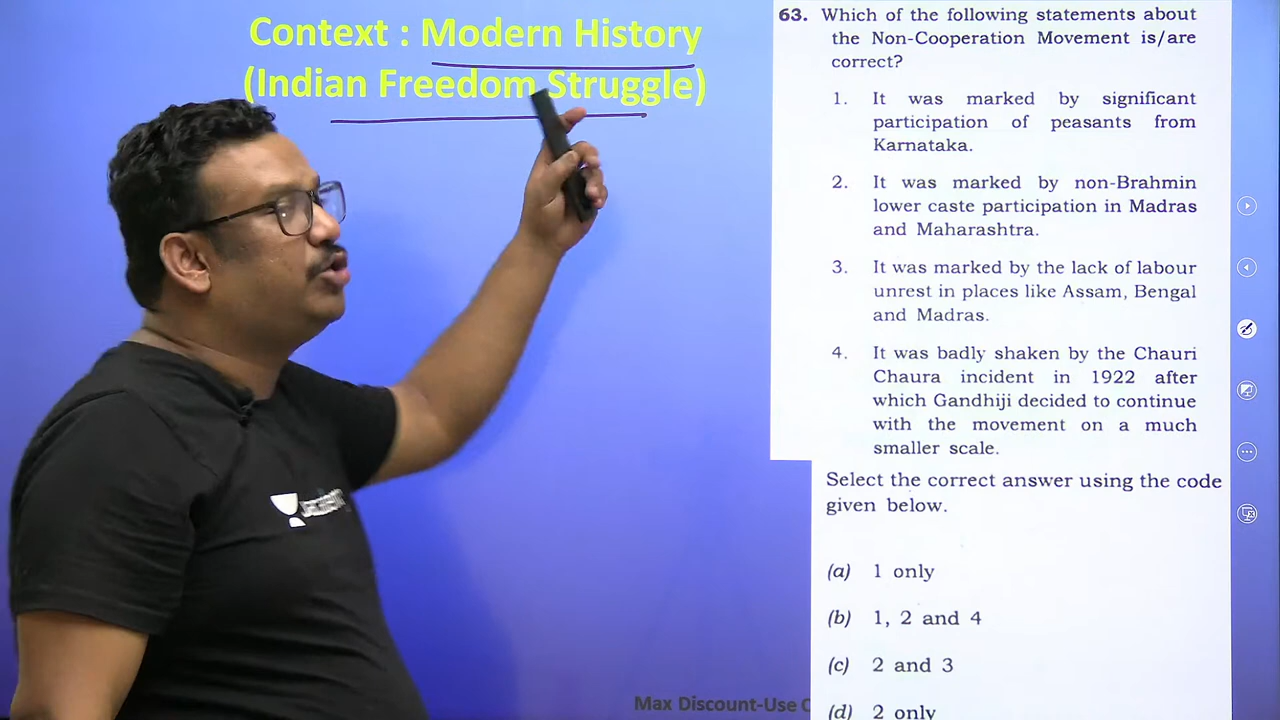 Context : Modern History
(Indian Freedom Struggle)
63. Which of the following statements about
the Non-Cooperation Movement is/are
correct?
1. It was marked by significant
participation of peasants from
Karnataka.
2. It was marked by non-Brahmin
lower caste participation in Madras
and Maharashtra.
3. It was marked by the lack of labour
unrest in places like Assam, Bengal
and Madras.
4. It was badly shaken by the Chauri
Chaura incident in 1922 after
which Gandhiji decided to continue
with the movement on a much
smaller scale.
Select the correct answer using the code
given below.
(a) 1 only
(b) 1, 2 and 4
(c) 2 and 3
(d) 2 only
Max Discount-Use